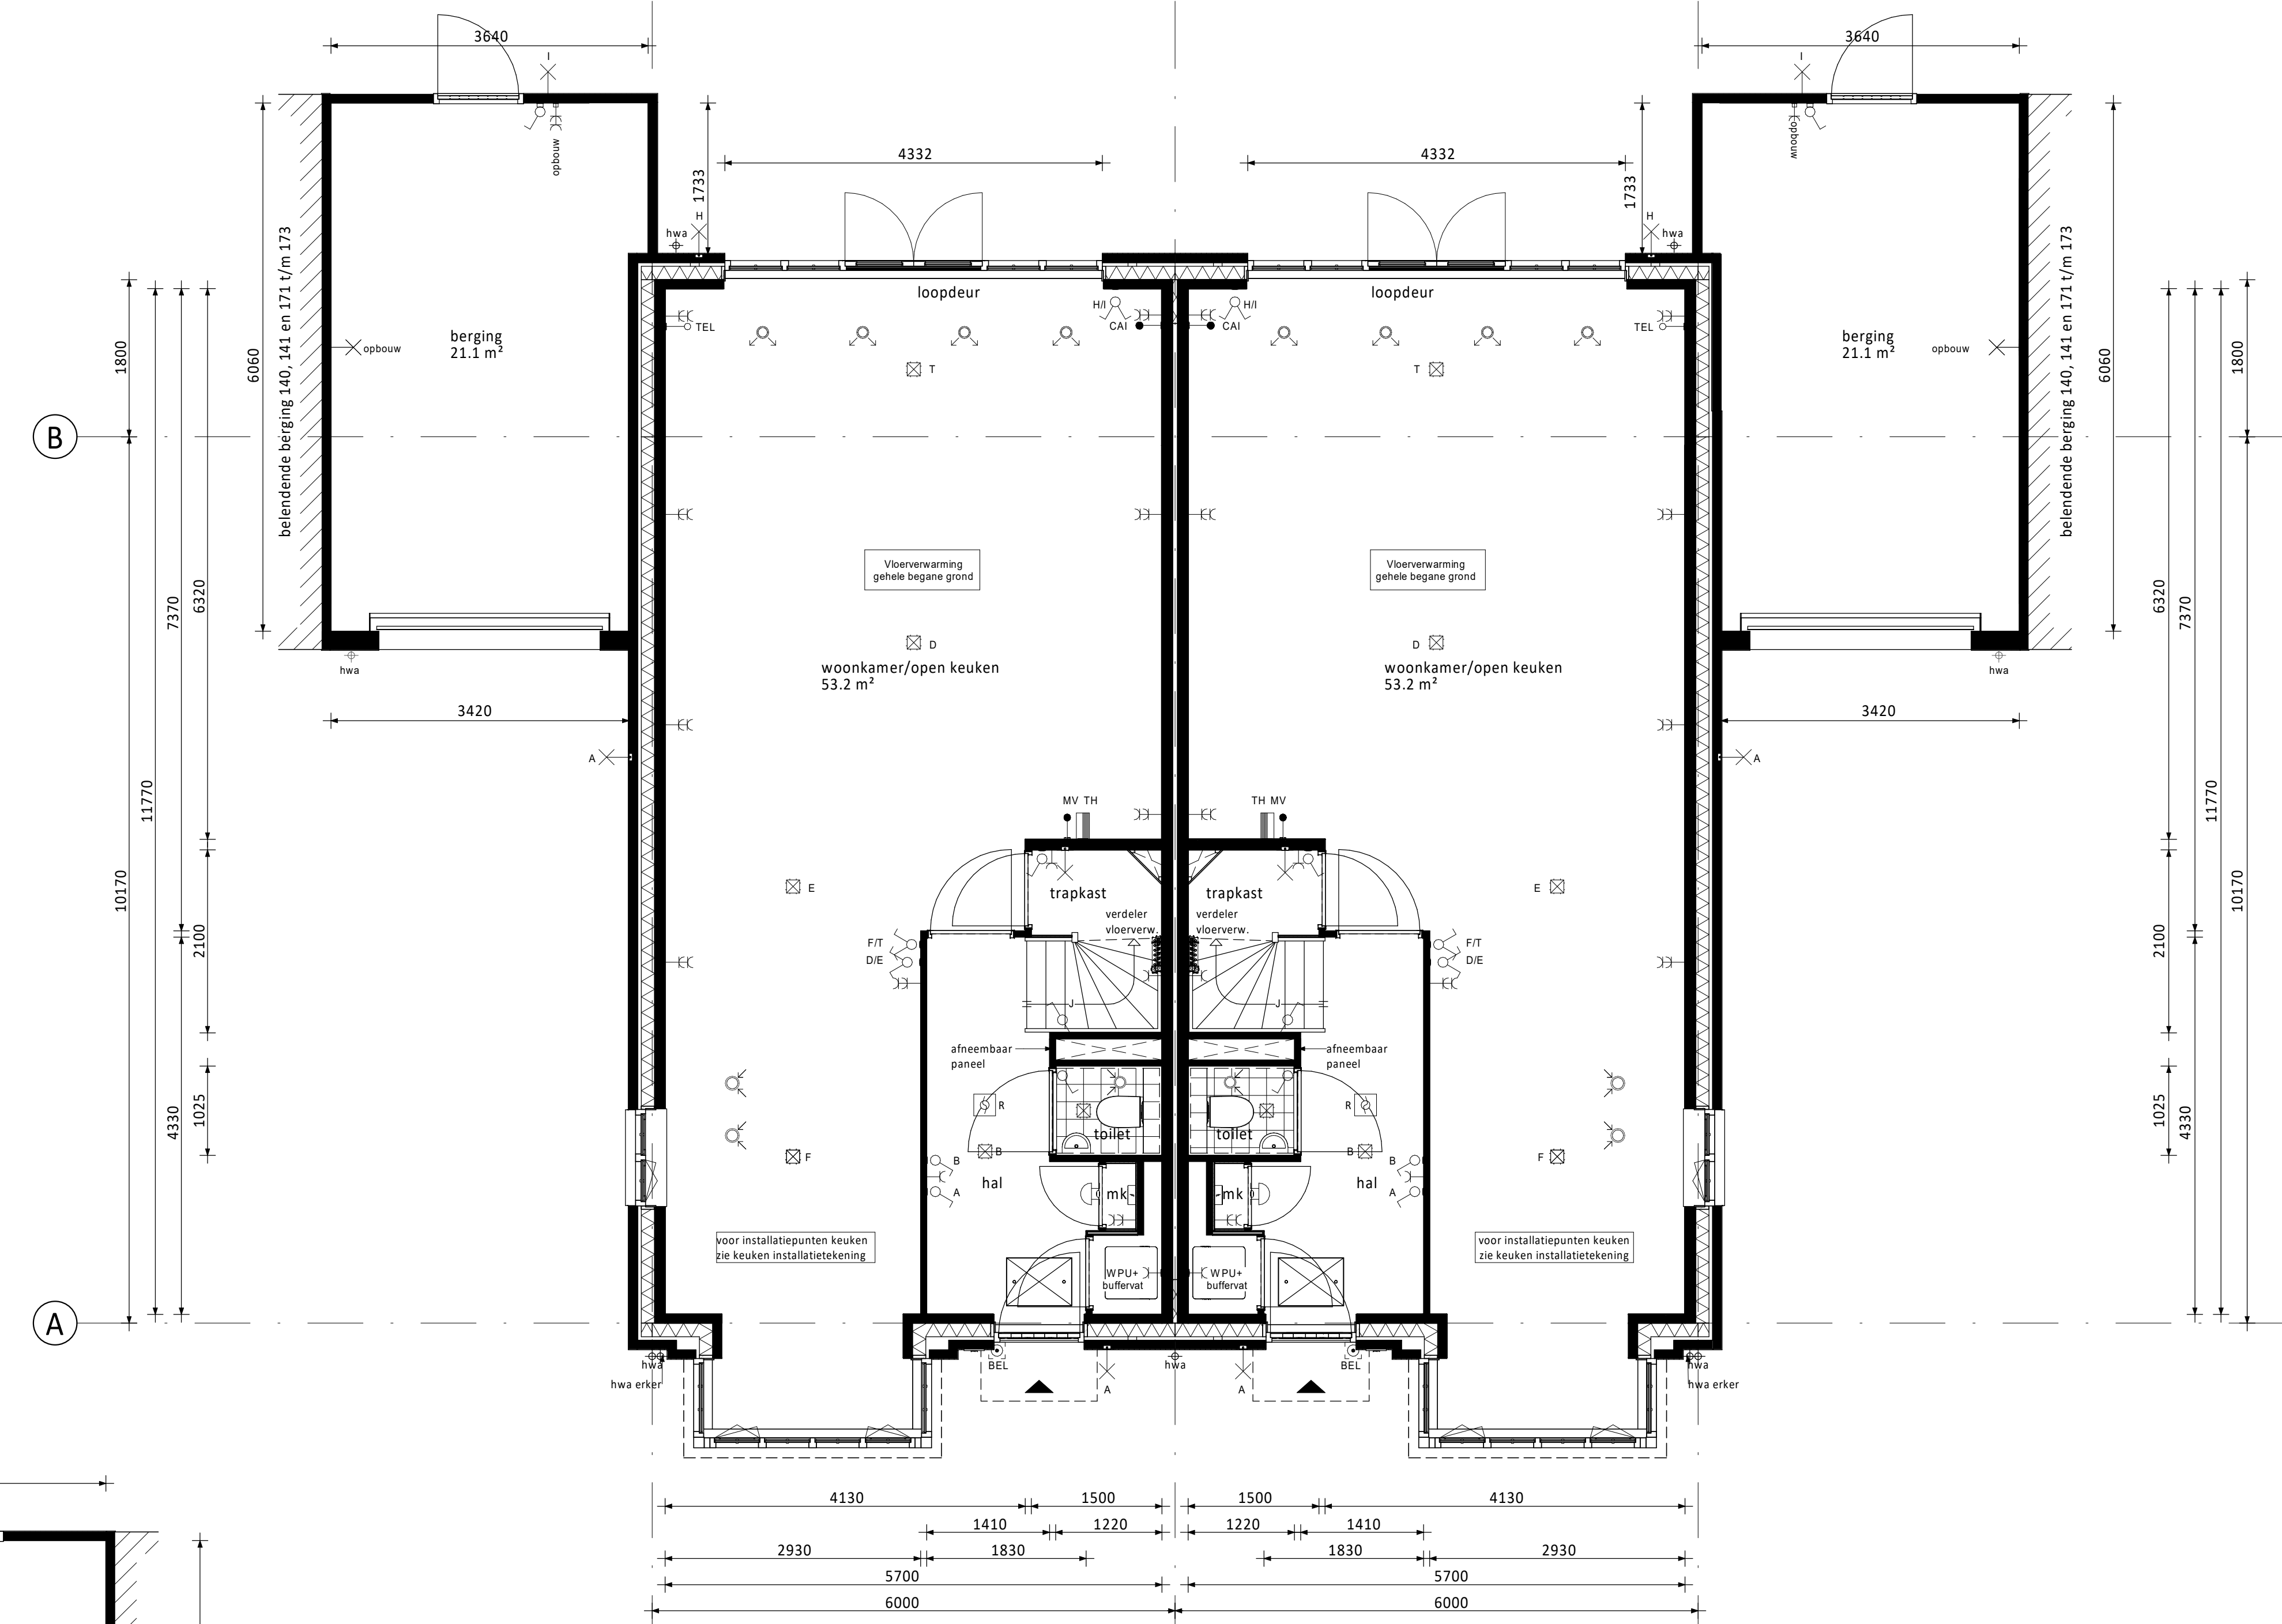 3640
3640
I
I
opbouw
opbouw
4332
4332
1733
1733
H
H
hwa
hwa
loopdeur
loopdeur
TEL
H/I
CAI
H/I
CAI
TEL
berging
21.1 m²
opbouw
berging
21.1 m²
opbouw
T
T
belendende berging 140, 141 en 171 t/m 173
belendende berging 140, 141 en 171 t/m 173
1800
6060
6060
1800
B
Vloerverwarming
gehele begane grond
Vloerverwarming
gehele begane grond
7370
6320
6320
7370
D
D
woonkamer/open keuken
53.2 m²
woonkamer/open keuken
53.2 m²
hwa
hwa
3420
3420
A
A
11770
11770
MV TH
TH MV
10170
10170
E
E
trapkast
trapkast
verdeler
vloerverw.
verdeler
vloerverw.
2100
2100
F/T
D/E
F/T
D/E
J
J
afneembaar
paneel
afneembaar
paneel
4330
1025
1025
4330
R
R
toilet
toilet
F
B
B
B
B
F
hal
hal
A
A
mk
mk
voor installatiepunten keuken
zie keuken installatietekening
voor installatiepunten keuken
zie keuken installatietekening
WPU+
buffervat
WPU+
buffervat
A
hwa
hwa erker
BEL
hwa
BEL
hwa
hwa erker
A
A
4130
1500
1500
4130
1410
1220
1220
1410
2930
1830
1830
2930
5700
5700
6000
6000